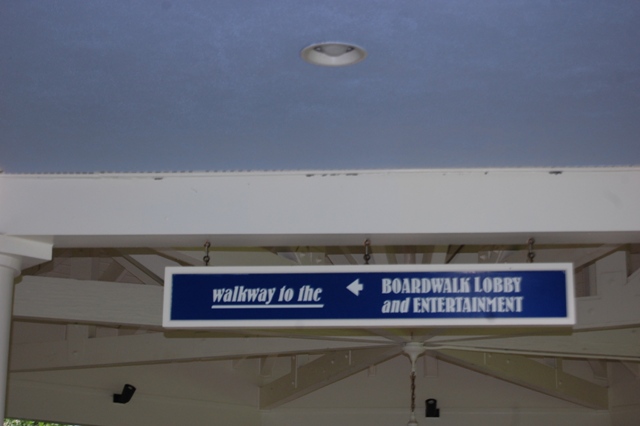 walkway to the
BOARDWALK LOBBY
and ENTERTAINMENT